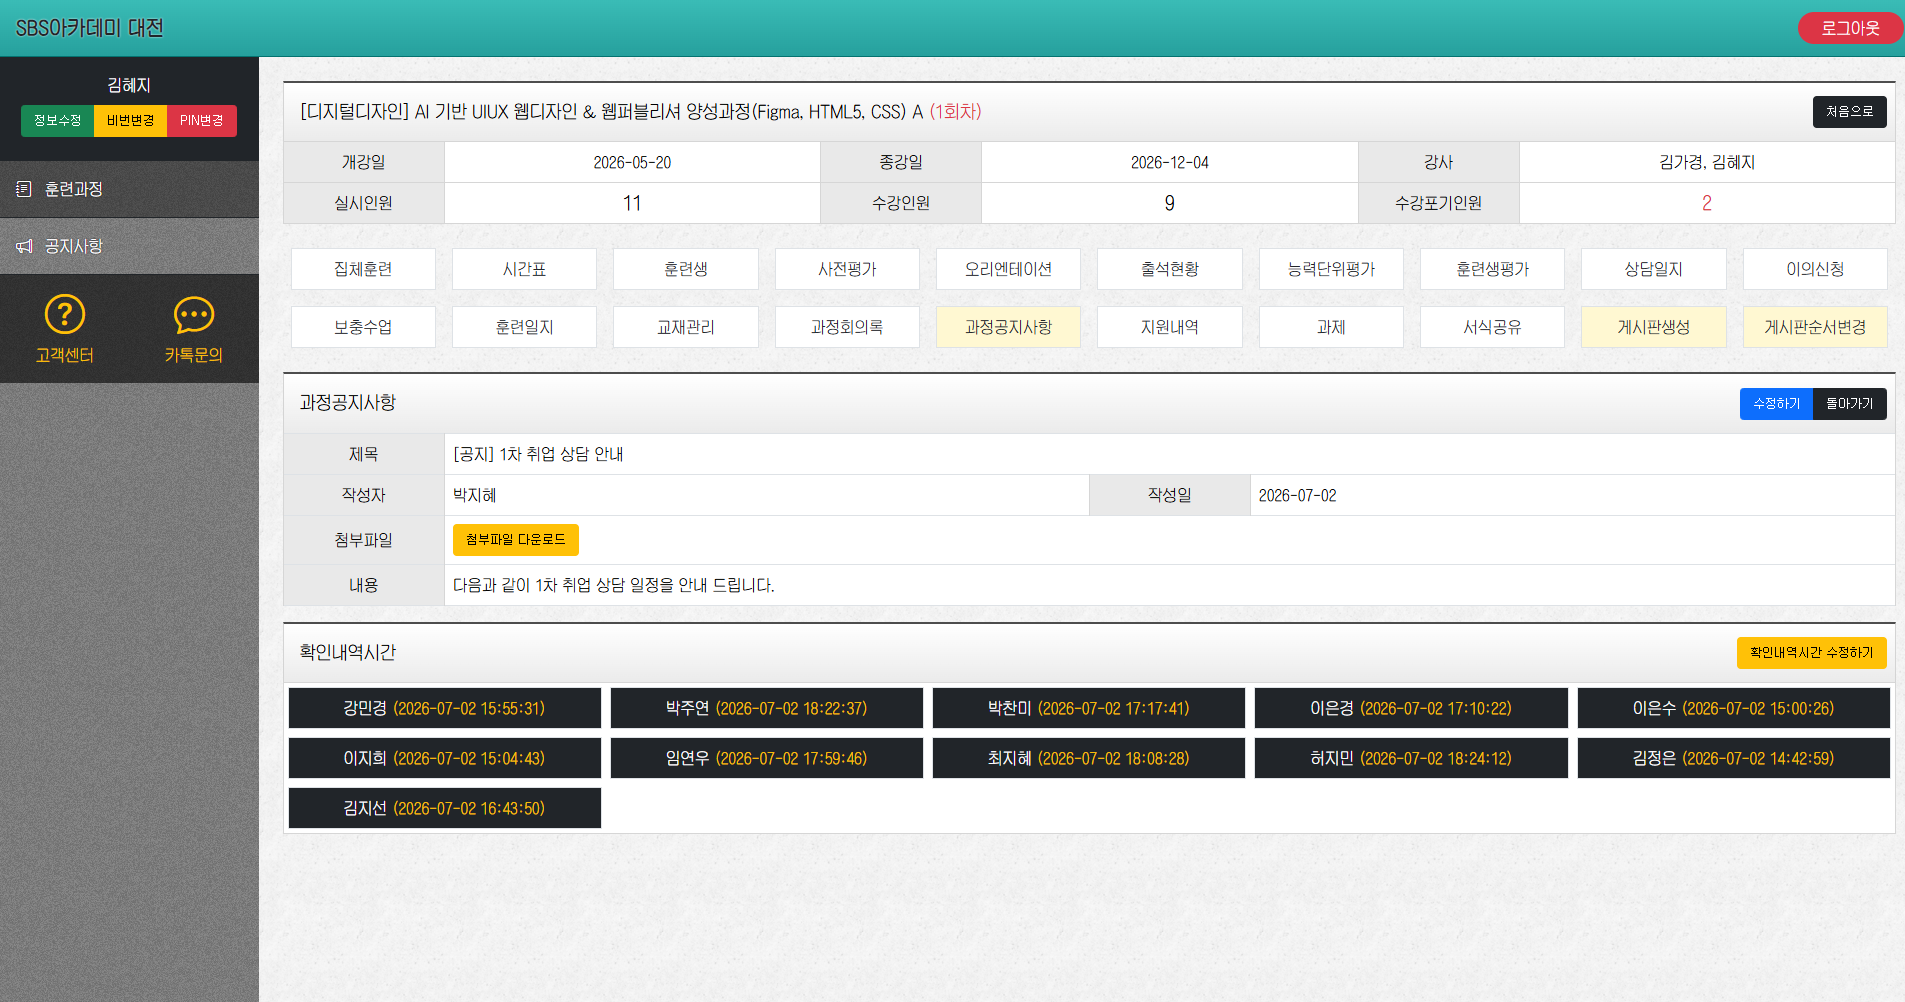 SBS아카데미 대전
로그아웃
김혜지
정보수정 비번변경 PIN변경
훈련과정
공지사항
고객센터 카톡문의
[디지털디자인] AI 기반 UIUX 웹디자인 & 웹퍼블리셔 양성과정(Figma, HTML5, CSS) A (1회차)
처음으로
개강일 2026-05-20 종강일 2026-12-04 강사 김가경, 김혜지
실시인원 11 수강인원 9 수강포기인원 2
집체훈련 시간표 훈련생 사전평가 오리엔테이션 출석현황 능력단위평가 훈련생평가 상담일지 이의신청
보충수업 훈련일지 교재관리 과정회의록 과정공지사항 지원내역 과제 서식공유 게시판생성 게시판순서변경
과정공지사항
수정하기 돌아가기
제목 [공지] 1차 취업 상담 안내
작성자 박지혜 작성일 2026-07-02
첨부파일 첨부파일 다운로드
내용 다음과 같이 1차 취업 상담 일정을 안내 드립니다.
확인내역시간
확인내역시간 수정하기
강민경 (2026-07-02 15:55:31) 박주연 (2026-07-02 18:22:37) 박찬미 (2026-07-02 17:17:41) 이은경 (2026-07-02 17:10:22) 이은수 (2026-07-02 15:00:26)
이지희 (2026-07-02 15:04:43) 임연우 (2026-07-02 17:59:46) 최지혜 (2026-07-02 18:08:28) 허지민 (2026-07-02 18:24:12) 김정은 (2026-07-02 14:42:59)
김지선 (2026-07-02 16:43:50)